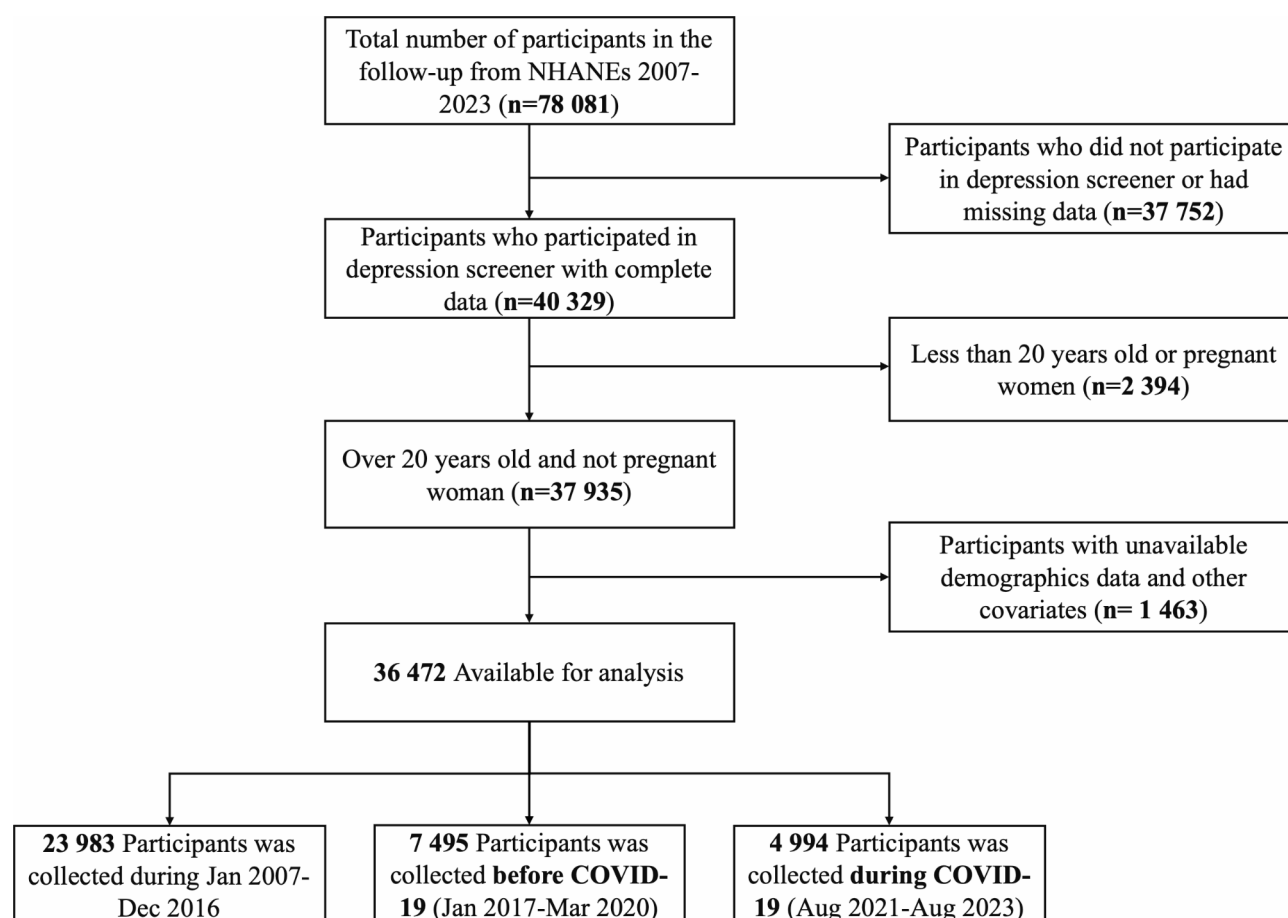 Total number of participants in the
follow-up from NHANEs 2007-
2023 (n=78 081)
Participants who did not participate
in depression screener or had
missing data (n=37 752)
Participants who participated in
depression screener with complete
data (n=40 329)
Less than 20 years old or pregnant
women (n=2 394)
Over 20 years old and not pregnant
woman (n=37 935)
Participants with unavailable
demographics data and other
covariates (n= 1 463)
36 472 Available for analysis
23 983 Participants was
collected during Jan 2007-
Dec 2016
7 495 Participants was
collected before COVID-
19 (Jan 2017-Mar 2020)
4 994 Participants was
collected during COVID-
19 (Aug 2021-Aug 2023)